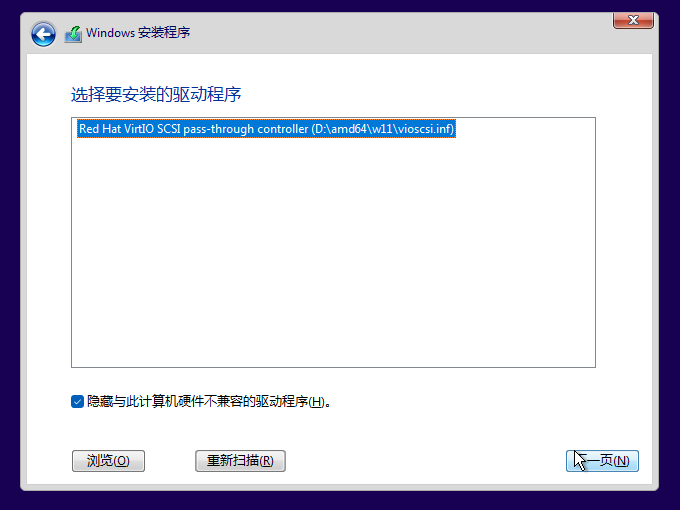 Windows 安装程序
选择要安装的驱动程序
Red Hat VirtIO SCSI pass-through controller (D:\amd64\w11\vioscsi.inf)
隐藏与此计算机硬件不兼容的驱动程序(H)。
浏览(O) 重新扫描(R) 下一页(N)